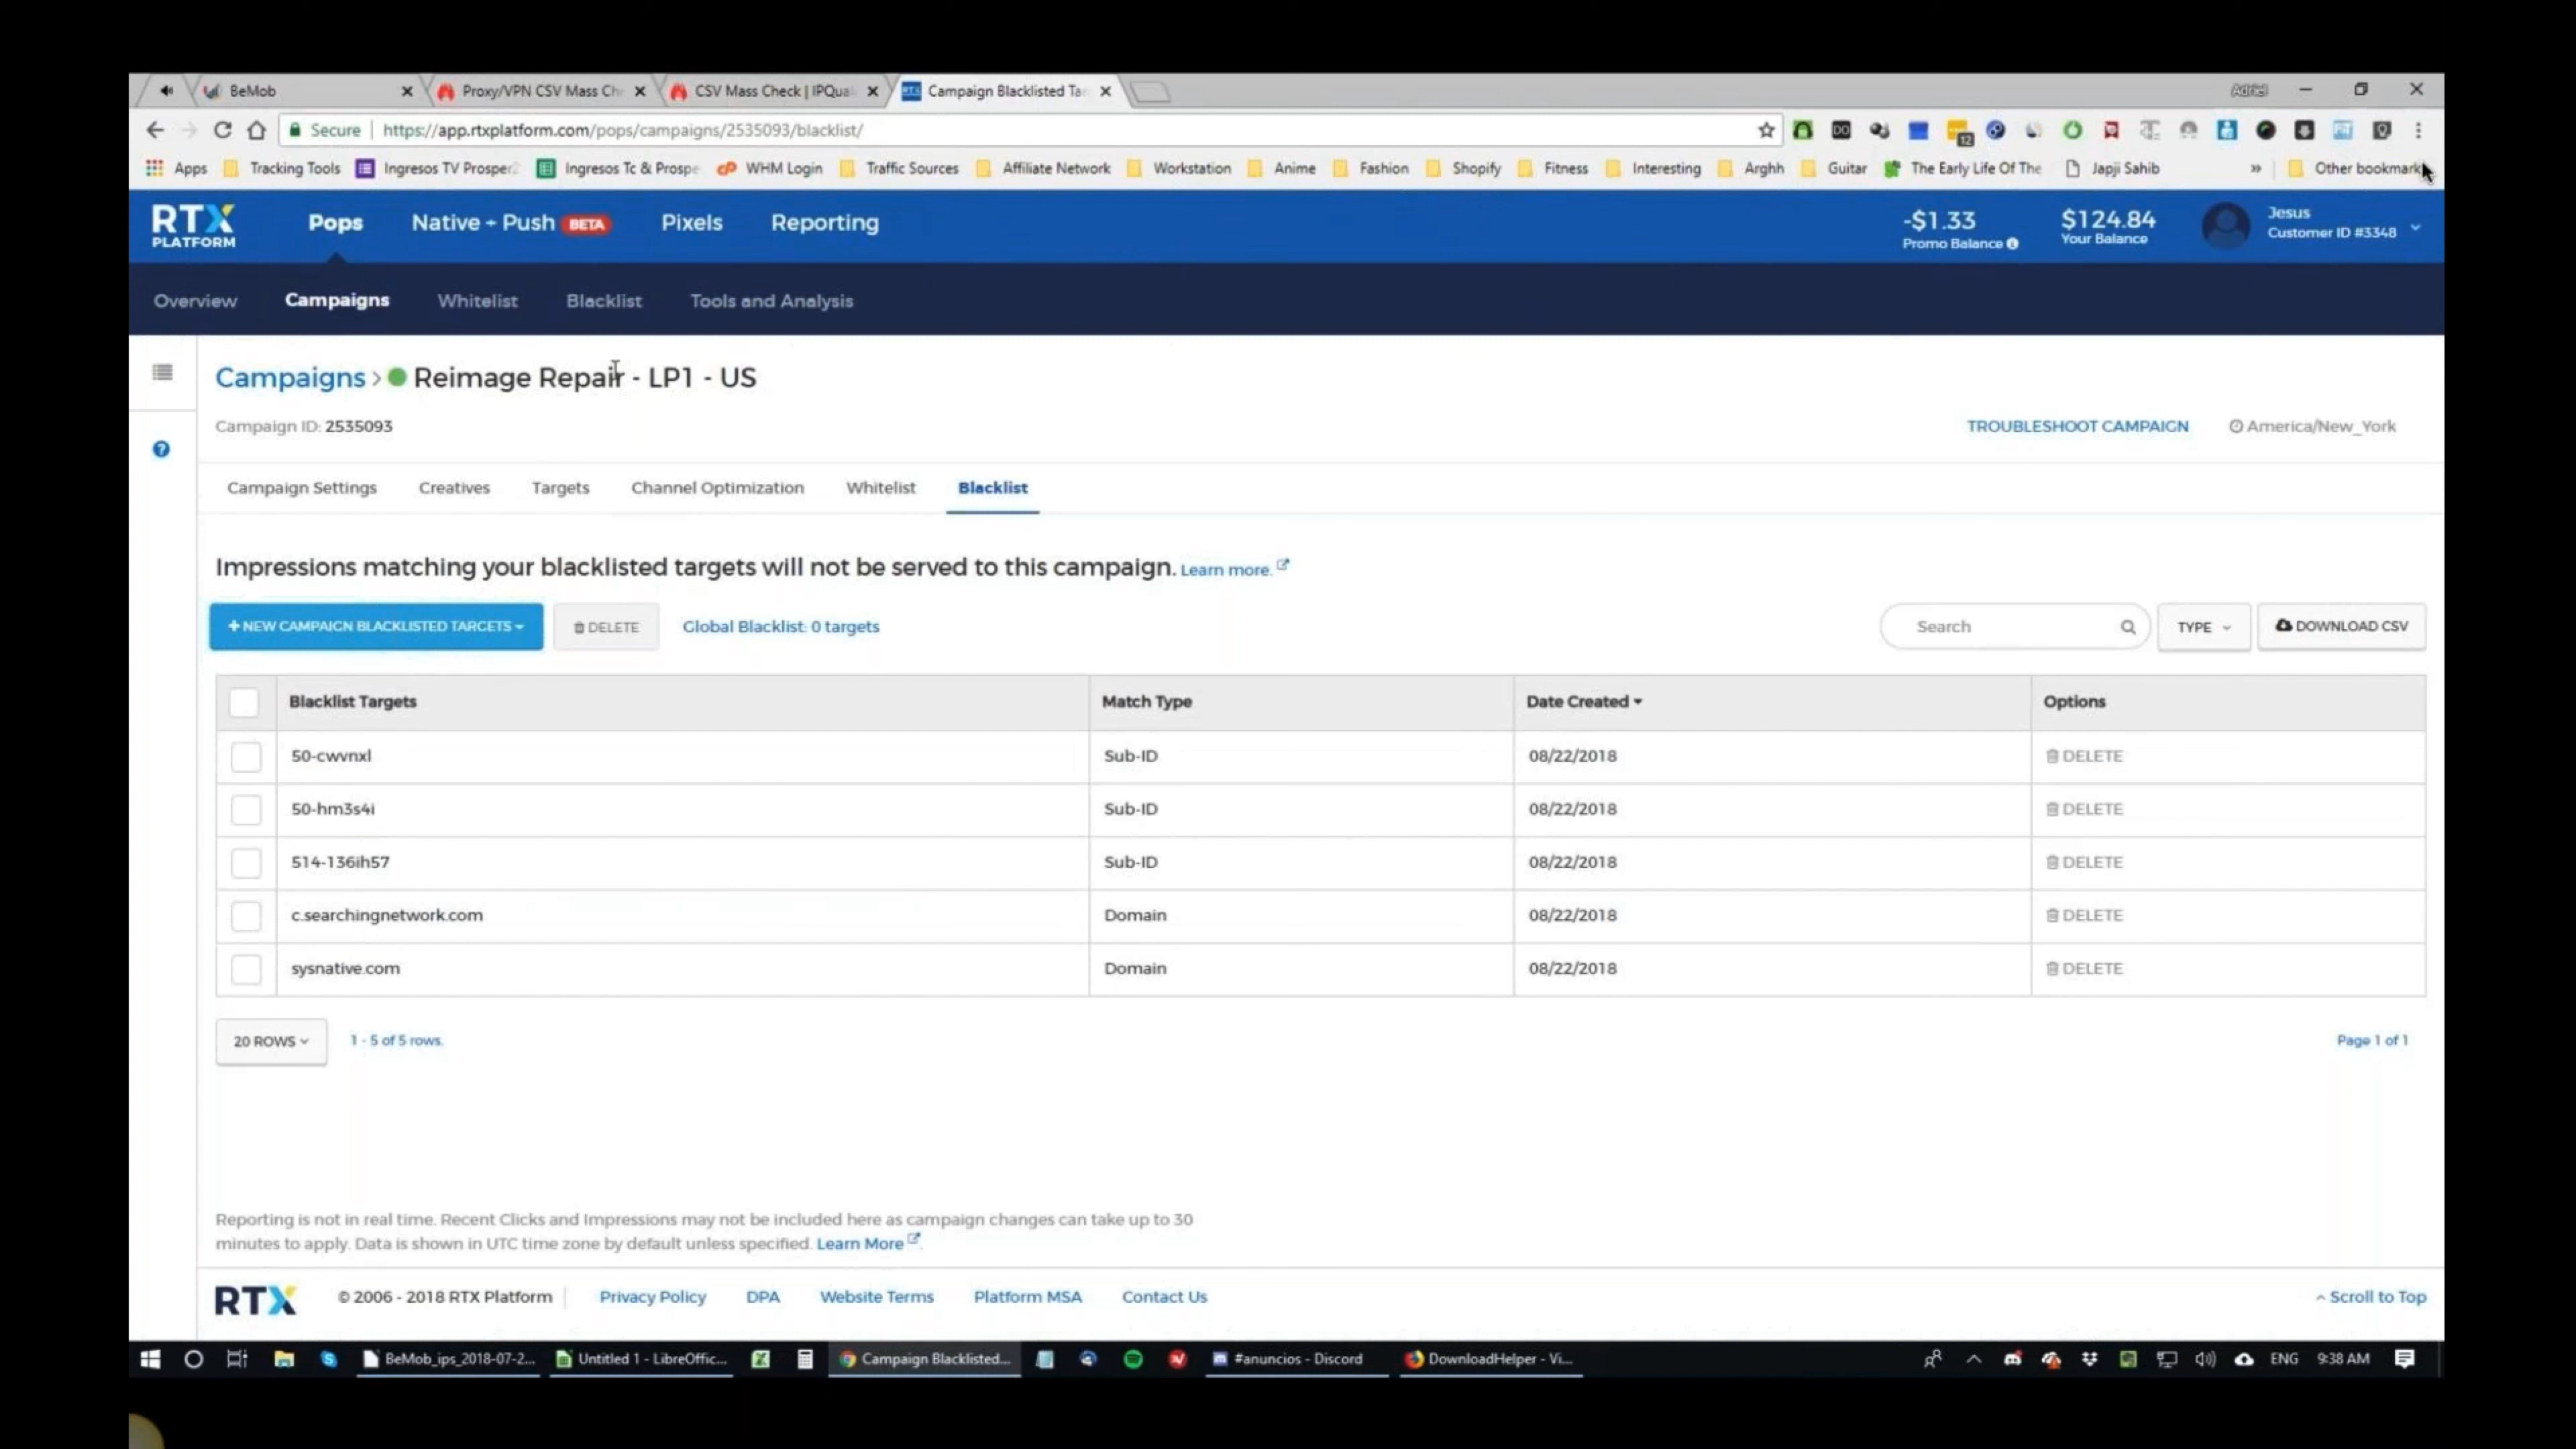 BeMob
Proxy/VPN CSV Mass Ch
CSV Mass Check | IPQual
Campaign Blacklisted Tar
Adriel
Secure | https://app.rtxplatform.com/pops/campaigns/2535093/blacklist/
Apps Tracking Tools Ingresos TV Prosper2 Ingresos Tc & Prospe WHM Login Traffic Sources Affiliate Network Workstation Anime Fashion Shopify Fitness Interesting Arghh Guitar The Early Life Of The Japji Sahib » Other bookmark
RTX PLATFORM
Pops Native + Push BETA Pixels Reporting
-$1.33
Promo Balance
$124.84
Your Balance
Jesus
Customer ID #3348
Overview Campaigns Whitelist Blacklist Tools and Analysis
Campaigns > Reimage Repair - LP1 - US
Campaign ID: 2535093
TROUBLESHOOT CAMPAIGN America/New_York
Campaign Settings Creatives Targets Channel Optimization Whitelist Blacklist
Impressions matching your blacklisted targets will not be served to this campaign. Learn more.
+ NEW CAMPAIGN BLACKLISTED TARGETS DELETE Global Blacklist: 0 targets Search TYPE DOWNLOAD CSV
Blacklist Targets Match Type Date Created Options
50-cwvnxl Sub-ID 08/22/2018 DELETE
50-hm3s4i Sub-ID 08/22/2018 DELETE
514-136ih57 Sub-ID 08/22/2018 DELETE
c.searchingnetwork.com Domain 08/22/2018 DELETE
sysnative.com Domain 08/22/2018 DELETE
20 ROWS 1 - 5 of 5 rows. Page 1 of 1
Reporting is not in real time. Recent Clicks and Impressions may not be included here as campaign changes can take up to 30
minutes to apply. Data is shown in UTC time zone by default unless specified. Learn More
RTX © 2006 - 2018 RTX Platform Privacy Policy DPA Website Terms Platform MSA Contact Us Scroll to Top
BeMob_ips_2018-07-2... Untitled 1 - LibreOffic... Campaign Blacklisted... #anuncios - Discord DownloadHelper - Vi... ENG 9:38 AM